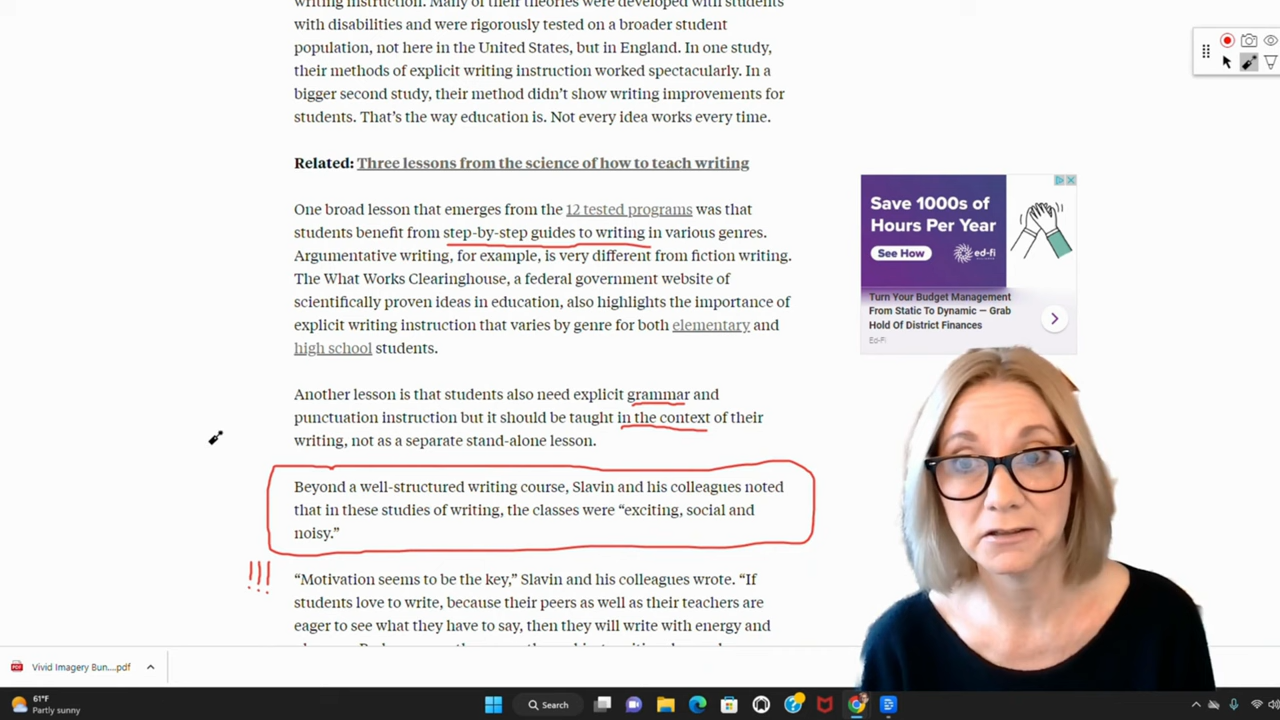 writing instruction. Many of their theories were developed with students
with disabilities and were rigorously tested on a broader student
population, not here in the United States, but in England. In one study,
their methods of explicit writing instruction worked spectacularly. In a
bigger second study, their method didn't show writing improvements for
students. That's the way education is. Not every idea works every time.
Related: Three lessons from the science of how to teach writing
One broad lesson that emerges from the 12 tested programs was that
students benefit from step-by-step guides to writing in various genres.
Argumentative writing, for example, is very different from fiction writing.
The What Works Clearinghouse, a federal government website of
scientifically proven ideas in education, also highlights the importance of
explicit writing instruction that varies by genre for both elementary and
high school students.
Another lesson is that students also need explicit grammar and
punctuation instruction but it should be taught in the context of their
writing, not as a separate stand-alone lesson.
Beyond a well-structured writing course, Slavin and his colleagues noted
that in these studies of writing, the classes were “exciting, social and
noisy.”
!!!
“Motivation seems to be the key,” Slavin and his colleagues wrote. “If
students love to write, because their peers as well as their teachers are
eager to see what they have to say, then they will write with energy and
Save 1000s of
Hours Per Year
See How
ed-fi
Turn Your Budget Management
From Static To Dynamic — Grab
Hold Of District Finances
Ed-Fi
Vivid Imagery Bun....pdf
61°F
Partly sunny
Search